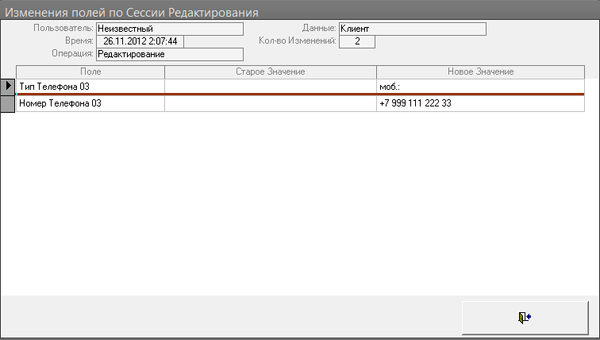 Изменения полей по Сессии Редактирования
Пользователь: Неизвестный Данные: Клиент
Время: 26.11.2012 2:07:44 Кол-во Изменений: 2
Операция: Редактирование
Поле Старое Значение Новое Значение
Тип Телефона 03 моб.:
Номер Телефона 03 +7 999 111 222 33